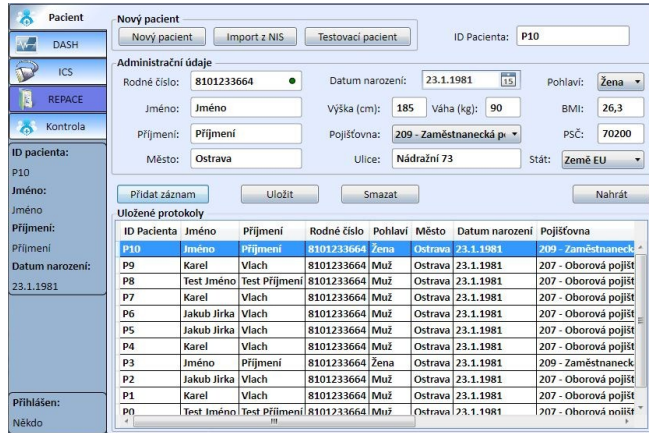 Pacient
DASH
ICS
REPACE
Kontrola
ID pacienta:
P10
Jméno:
Jméno
Příjmení:
Příjmení
Datum narození:
23.1.1981
Přihlášen:
Někdo
Nový pacient
Nový pacient Import z NIS Testovací pacient ID Pacienta: P10
Administrační údaje
Rodné číslo: 8101233664 Datum narození: 23.1.1981 15 Pohlaví: Žena
Jméno: Jméno Výška (cm): 185 Váha (kg): 90 BMI: 26,3
Příjmení: Příjmení Pojišťovna: 209 - Zaměstnanecká p PSČ: 70200
Město: Ostrava Ulice: Nádražní 73 Stát: Země EU
Přidat záznam Uložit Smazat Nahrát
Uložené protokoly
ID Pacienta Jméno Příjmení Rodné číslo Pohlaví Město Datum narození Pojišťovna
P10 Jméno Příjmení 8101233664 Žena Ostrava 23.1.1981 209 - Zaměstnaneck
P9 Karel Vlach 8101233664 Muž Ostrava 23.1.1981 207 - Oborová pojišt
P8 Test Jméno Test Příjmení 8101233664 Muž Ostrava 23.1.1981 207 - Oborová pojišt
P7 Karel Vlach 8101233664 Muž Ostrava 23.1.1981 207 - Oborová pojišt
P6 Jakub Jirka Vlach 8101233664 Muž Ostrava 23.1.1981 207 - Oborová pojišt
P5 Jakub Jirka Vlach 8101233664 Muž Ostrava 23.1.1981 207 - Oborová pojišt
P4 Karel Vlach 8101233664 Muž Ostrava 23.1.1981 207 - Oborová pojišt
P3 Jméno Příjmení 8101233664 Žena Ostrava 23.1.1981 209 - Zaměstnaneck
P2 Jakub Jirka Vlach 8101233664 Muž Ostrava 23.1.1981 207 - Oborová pojišt
P1 Karel Vlach 8101233664 Muž Ostrava 23.1.1981 207 - Oborová pojišt
P0 Test Jméno Test Příjmení 8101233664 Muž Ostrava 23.1.1981 207 - Oborová pojišt